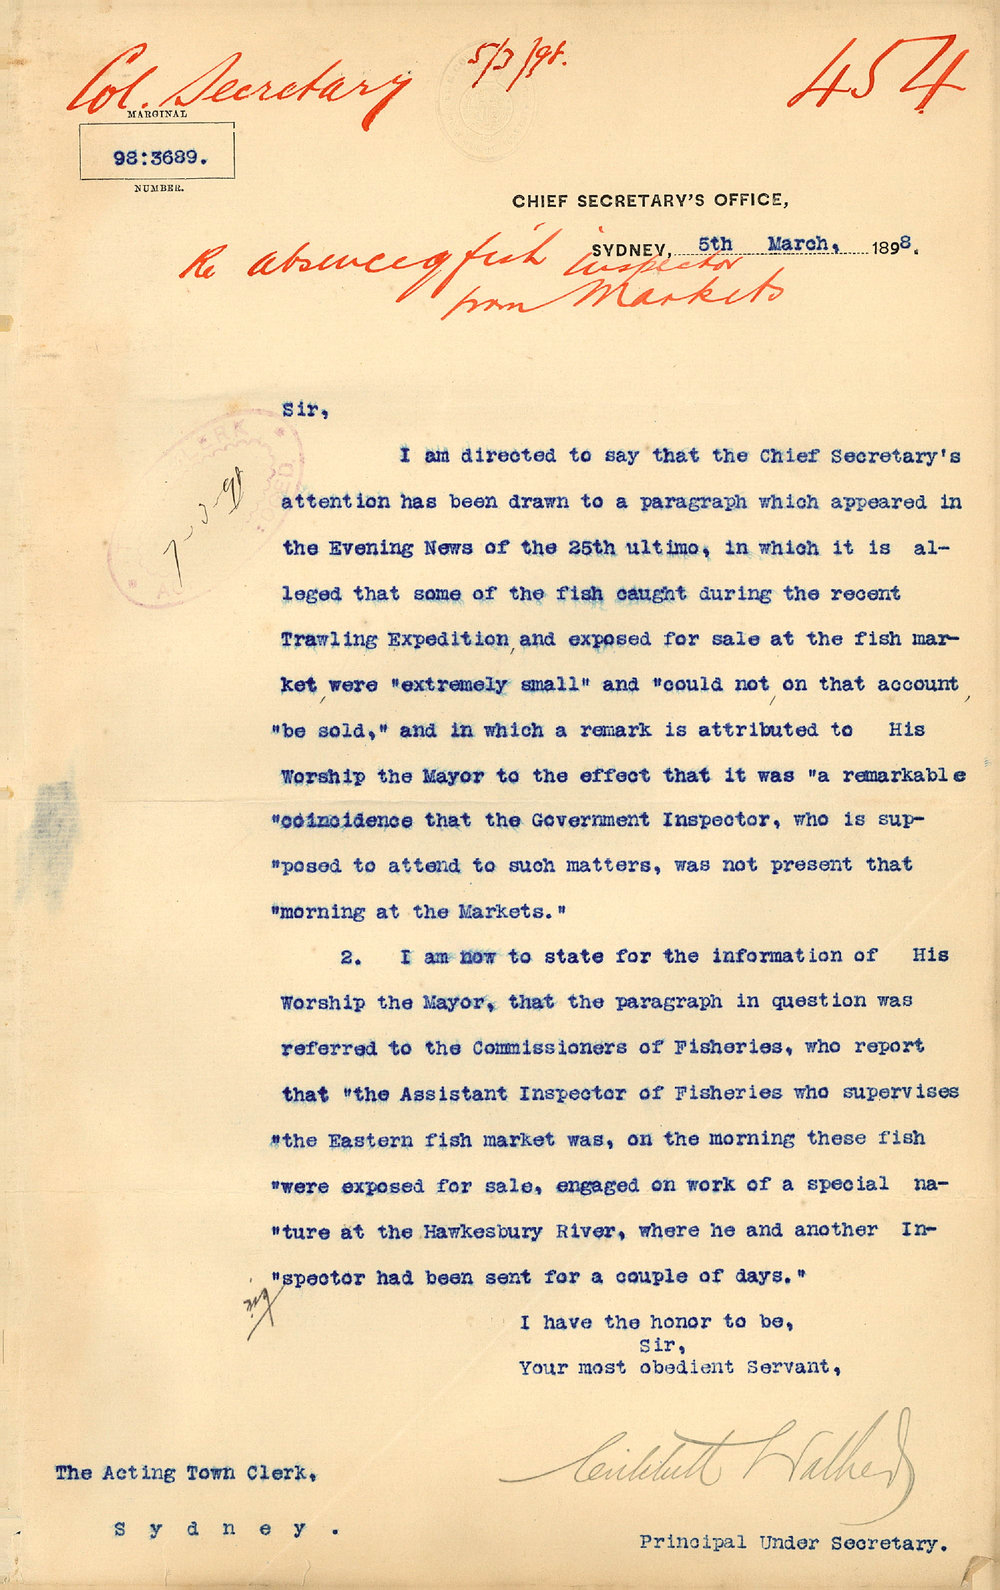 Col. Secretary 5/3/98. 454
MARGINAL
98:3689.
NUMBER.
CHIEF SECRETARY'S OFFICE,
SYDNEY, 5th March, 1898.
Re absence of fish Inspector
from Markets
Sir,
7-3-98
I am directed to say that the Chief Secretary's
attention has been drawn to a paragraph which appeared in
the Evening News of the 25th ultimo, in which it is al-
leged that some of the fish caught during the recent
Trawling Expedition, and exposed for sale at the fish mar-
ket, were "extremely small" and "could not, on that account,
"be sold," and in which a remark is attributed to His
Worship the Mayor to the effect that it was "a remarkable
"coincidence that the Government Inspector, who is sup-
"posed to attend to such matters, was not present that
"morning at the Markets."
2. I am now to state for the information of His
Worship the Mayor, that the paragraph in question was
referred to the Commissioners of Fisheries, who report
that "the Assistant Inspector of Fisheries who supervises
"the Eastern fish market was, on the morning these fish
"were exposed for sale, engaged on work of a special na-
"ture at the Hawkesbury River, where he and another In-
"spector had been sent for a couple of days."
I have the honor to be,
Sir,
Your most obedient Servant,
Critchett Walker
The Acting Town Clerk,
Sydney.
Principal Under Secretary.